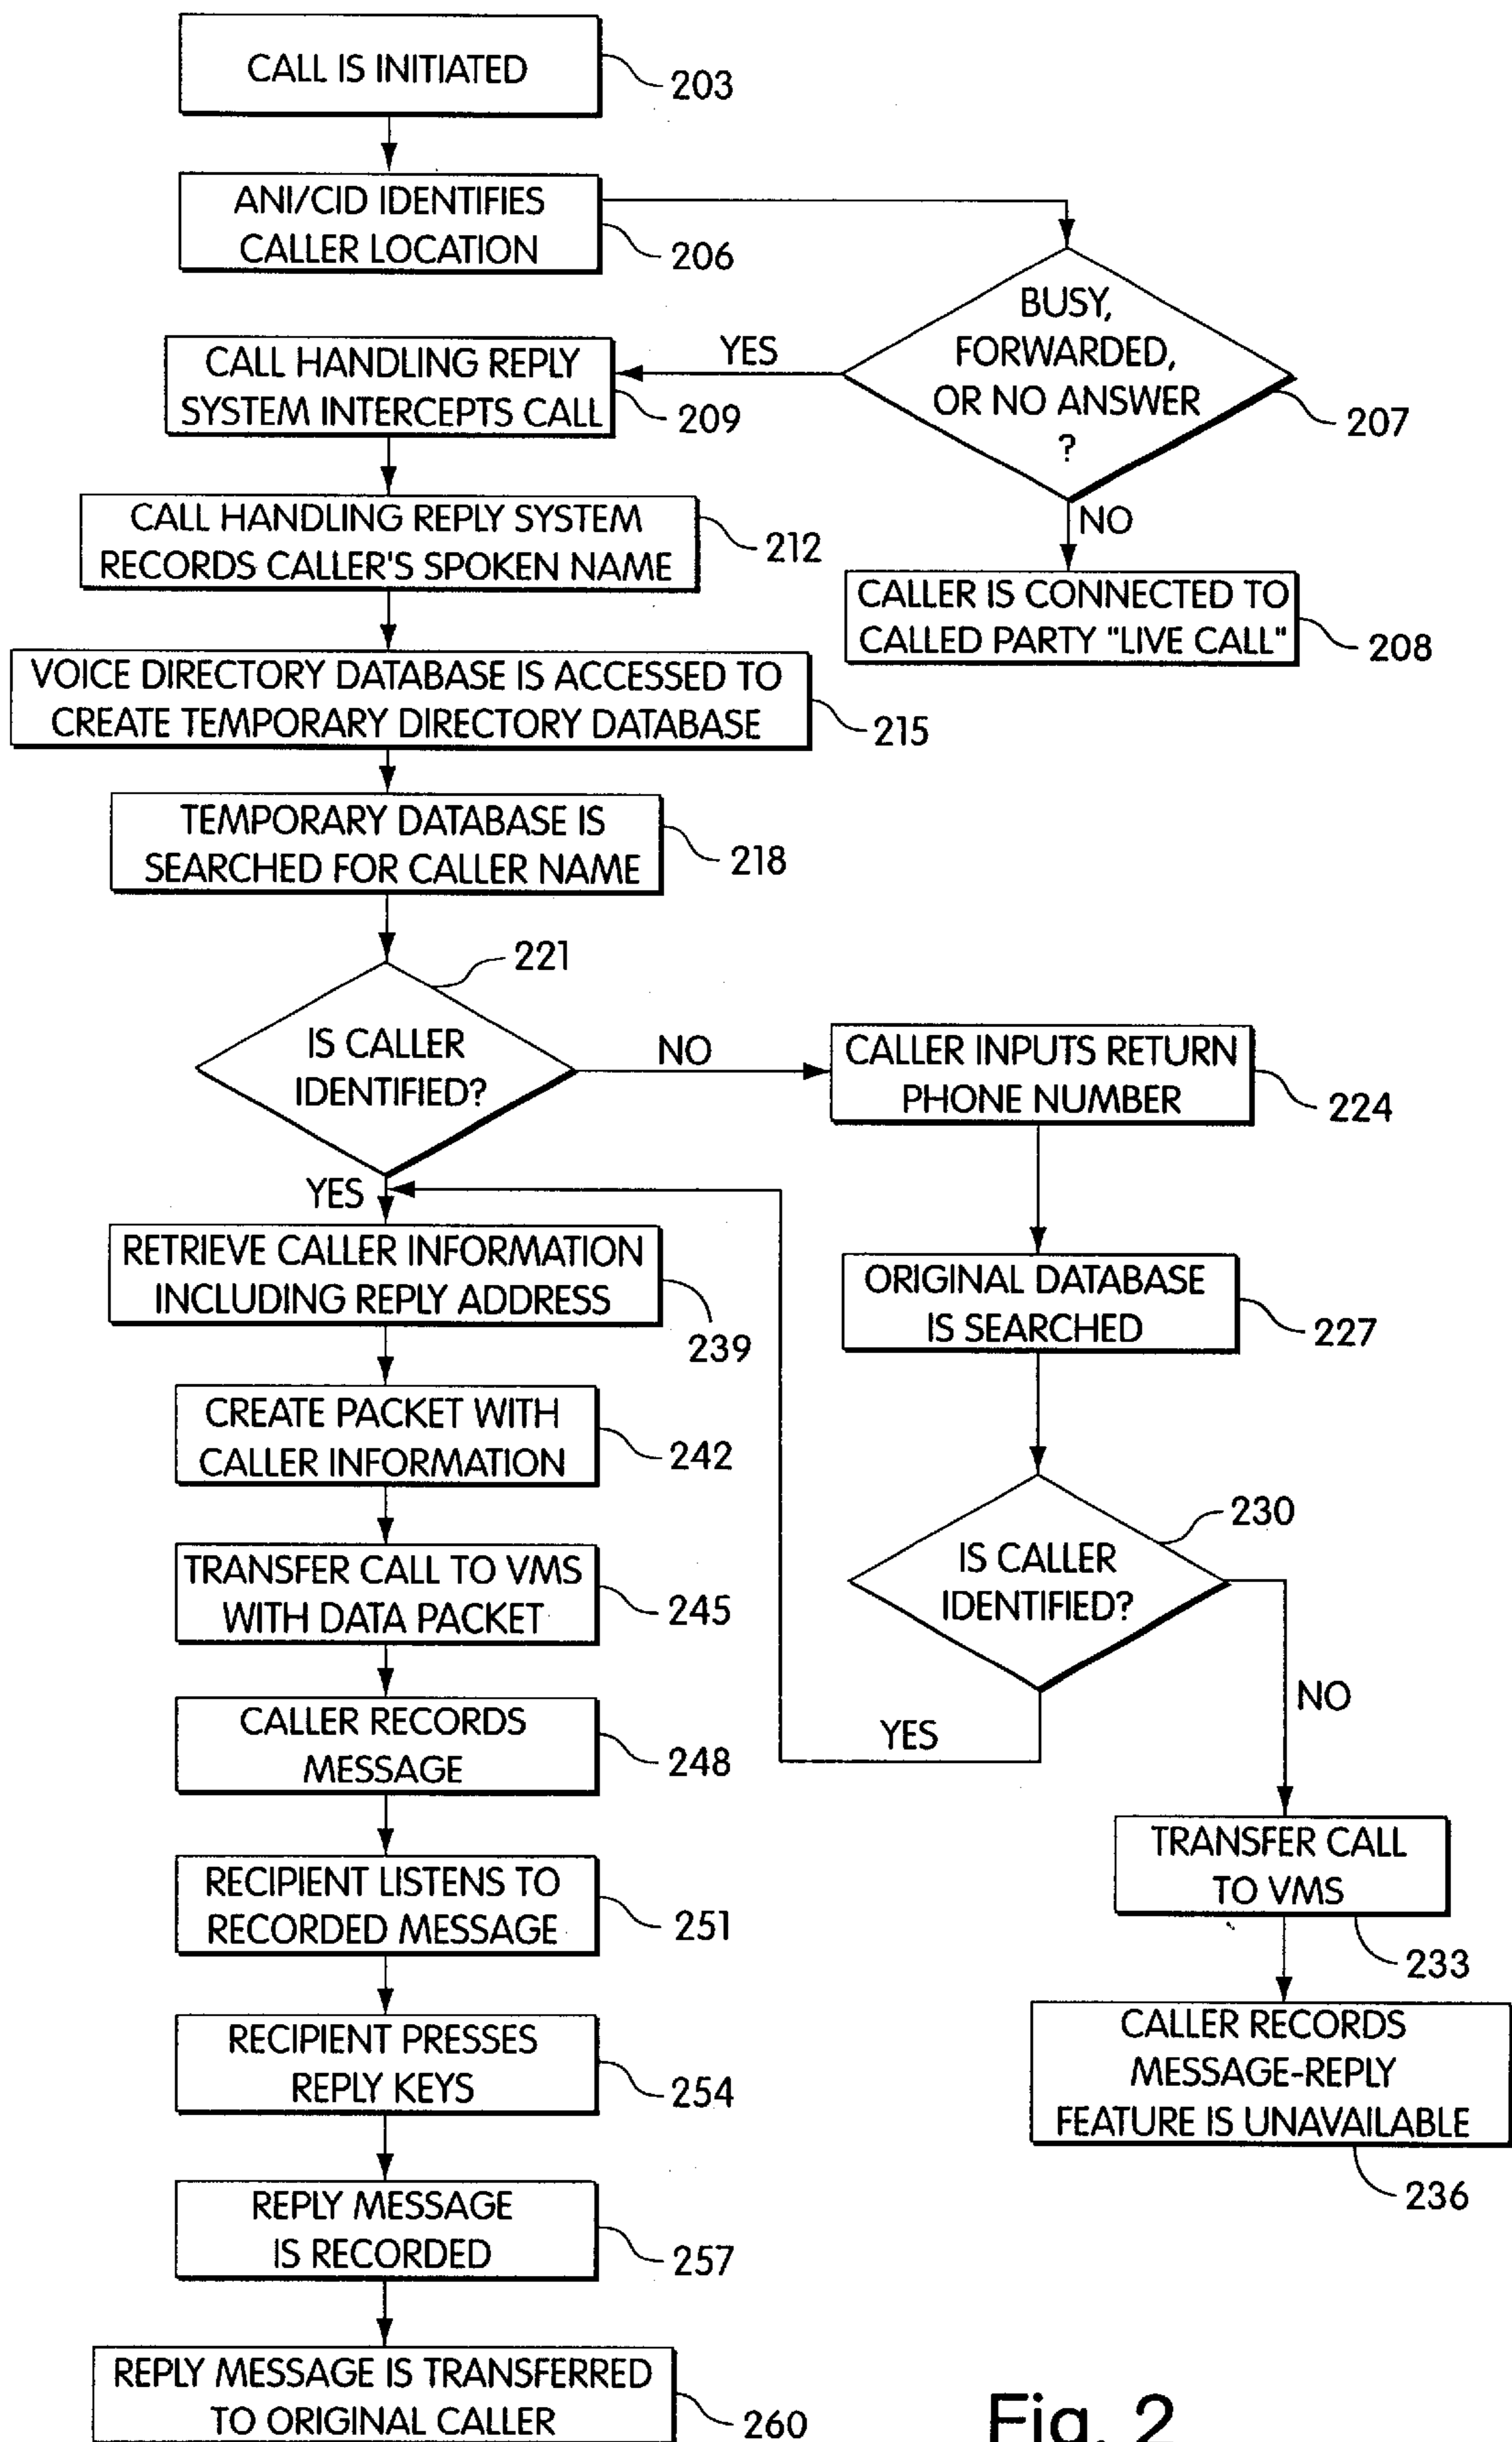 CALL IS INITIATED
203
ANI/CID IDENTIFIES
CALLER LOCATION
206
BUSY,
FORWARDED,
OR NO ANSWER
?
207
YES
CALL HANDLING REPLY
SYSTEM INTERCEPTS CALL
209
NO
CALL HANDLING REPLY SYSTEM
RECORDS CALLER'S SPOKEN NAME
212
CALLER IS CONNECTED TO
CALLED PARTY "LIVE CALL"
208
VOICE DIRECTORY DATABASE IS ACCESSED TO
CREATE TEMPORARY DIRECTORY DATABASE
215
TEMPORARY DATABASE IS
SEARCHED FOR CALLER NAME
218
221
IS CALLER
IDENTIFIED?
NO
CALLER INPUTS RETURN
PHONE NUMBER
224
YES
RETRIEVE CALLER INFORMATION
INCLUDING REPLY ADDRESS
239
ORIGINAL DATABASE
IS SEARCHED
227
CREATE PACKET WITH
CALLER INFORMATION
242
230
IS CALLER
IDENTIFIED?
TRANSFER CALL TO VMS
WITH DATA PACKET
245
NO
YES
CALLER RECORDS
MESSAGE
248
TRANSFER CALL
TO VMS
233
RECIPIENT LISTENS TO
RECORDED MESSAGE
251
CALLER RECORDS
MESSAGE-REPLY
FEATURE IS UNAVAILABLE
236
RECIPIENT PRESSES
REPLY KEYS
254
REPLY MESSAGE
IS RECORDED
257
REPLY MESSAGE IS TRANSFERRED
TO ORIGINAL CALLER
260
Fig. 2